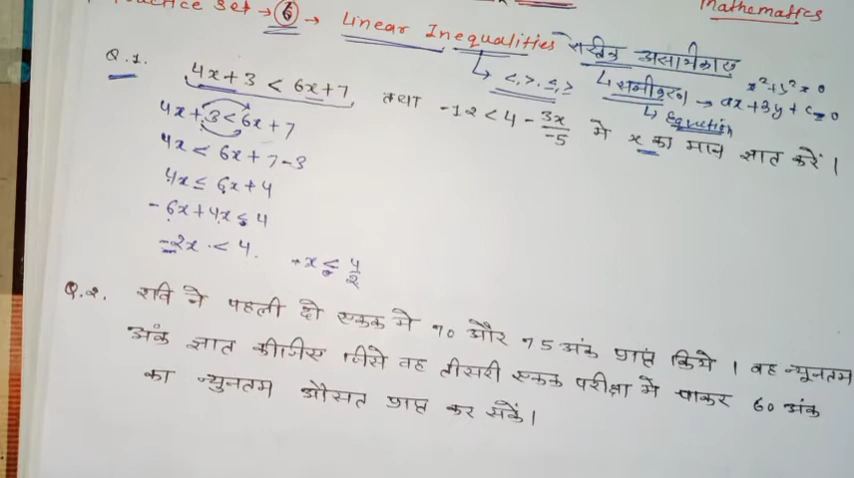 Practice Set → 6 → Linear Inequalities रैखिक असमिकाएँ
Mathematics
↳ <, >, ≤, ≥
↳ समीकरण → ax+By+c=0
x²+y²=0
↳ Equation
Q.1. 4x+3 < 6x+7 तथा -12 < 4 - 3x/-5 में x का मान ज्ञात करें।
4x+3 < 6x+7
4x < 6x+7-3
4x ≤ 6x+4
-6x+4x ≤ 4
-2x < 4. -x ≤ 4/2
Q.2. रवि ने पहली दो एकक में 70 और 75 अंक प्राप्त किये। वह न्यूनतम
अंक ज्ञात कीजिए जिसे वह तीसरी एकक परीक्षा में पाकर 60 अंक
का न्युनतम औसत प्राप्त कर सकें।